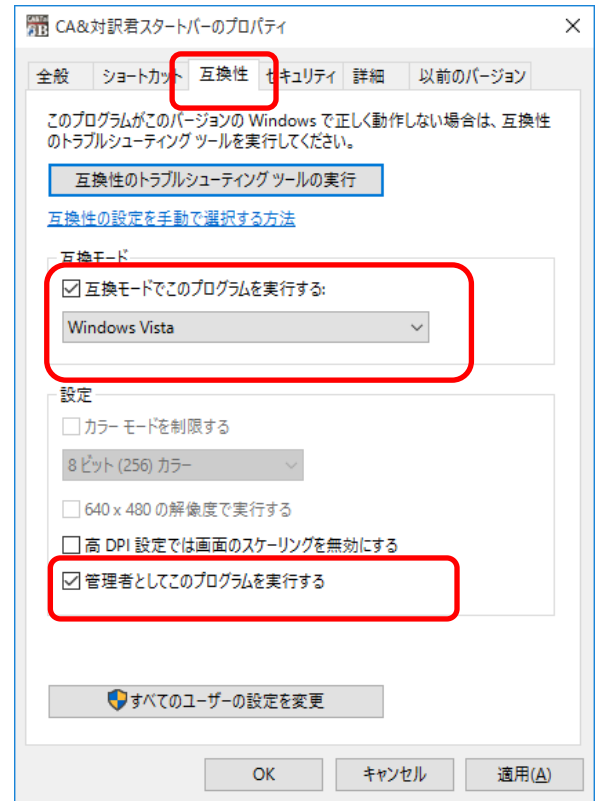 CA&対訳君スタートバーのプロパティ
全般 ショートカット 互換性 セキュリティ 詳細 以前のバージョン
このプログラムがこのバージョンの Windows で正しく動作しない場合は、互換性
のトラブルシューティング ツールを実行してください。
互換性のトラブルシューティング ツールの実行
互換性の設定を手動で選択する方法
互換モード
互換モードでこのプログラムを実行する:
Windows Vista
設定
カラー モードを制限する
8 ビット (256) カラー
640 x 480 の解像度で実行する
高 DPI 設定では画面のスケーリングを無効にする
管理者としてこのプログラムを実行する
すべてのユーザーの設定を変更
OK キャンセル 適用(A)